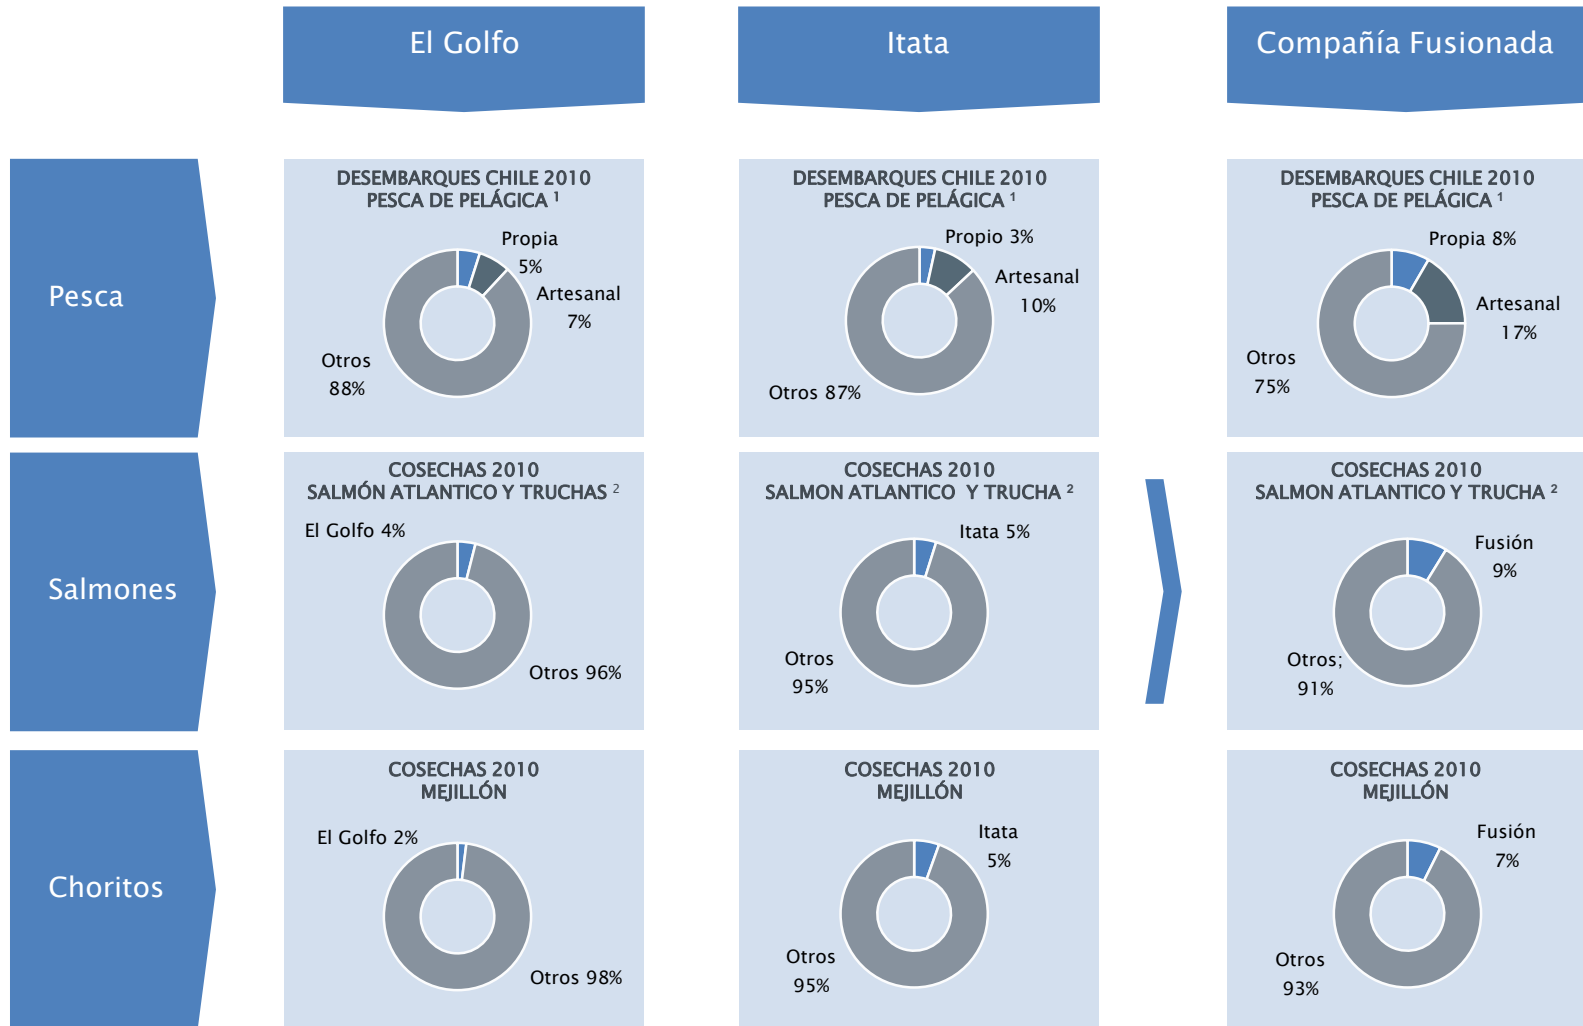 El Golfo
Itata
Compañía Fusionada
Pesca
DESEMBARQUES CHILE 2010
PESCA DE PELÁGICA ¹
Propia
5%
Artesanal
7%
Otros
88%
DESEMBARQUES CHILE 2010
PESCA DE PELÁGICA ¹
Propio 3%
Artesanal
10%
Otros 87%
DESEMBARQUES CHILE 2010
PESCA DE PELÁGICA ¹
Propia 8%
Artesanal
17%
Otros
75%
Salmones
COSECHAS 2010
SALMÓN ATLANTICO Y TRUCHAS ²
El Golfo 4%
Otros 96%
COSECHAS 2010
SALMON ATLANTICO Y TRUCHA ²
Itata 5%
Otros
95%
COSECHAS 2010
SALMON ATLANTICO Y TRUCHA ²
Fusión
9%
Otros;
91%
Choritos
COSECHAS 2010
MEJILLÓN
El Golfo 2%
Otros 98%
COSECHAS 2010
MEJILLÓN
Itata
5%
Otros
95%
COSECHAS 2010
MEJILLÓN
Fusión
7%
Otros
93%